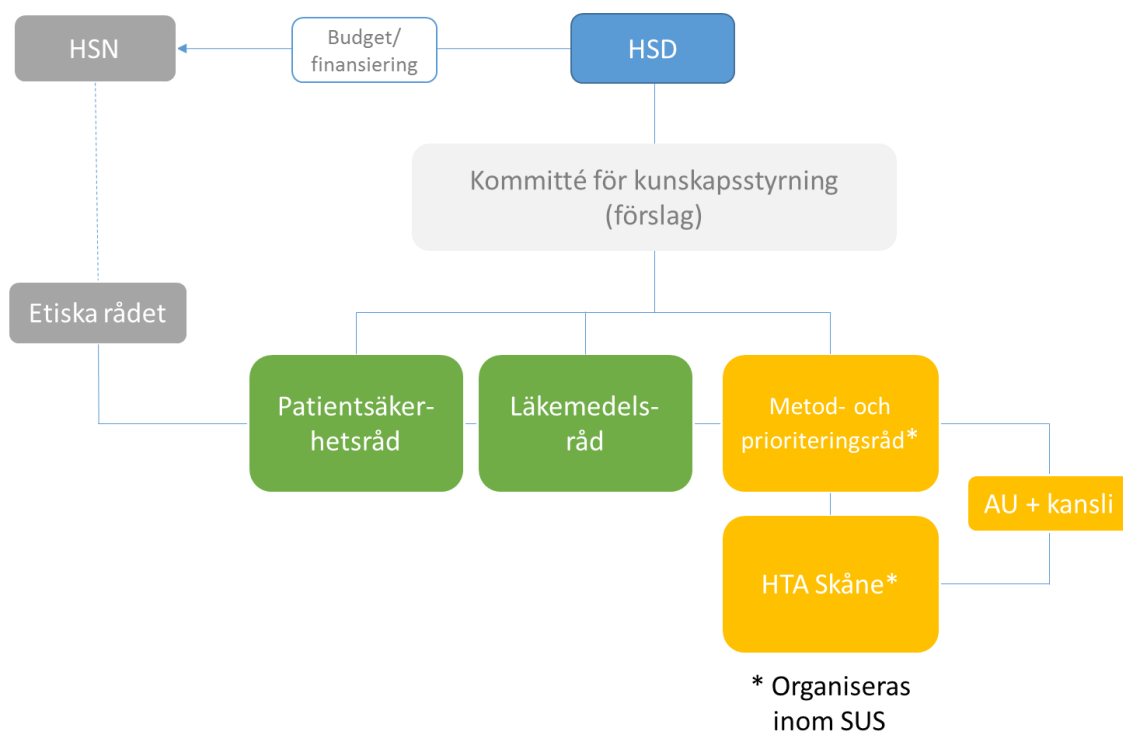 HSN
Budget/
finansiering
HSD
Kommitté för kunskapsstyrning
(förslag)
Etiska rådet
Patientsäker-
hetsråd
Läkemedels-
råd
Metod- och
prioriteringsråd*
AU + kansli
HTA Skåne*
* Organiseras
inom SUS